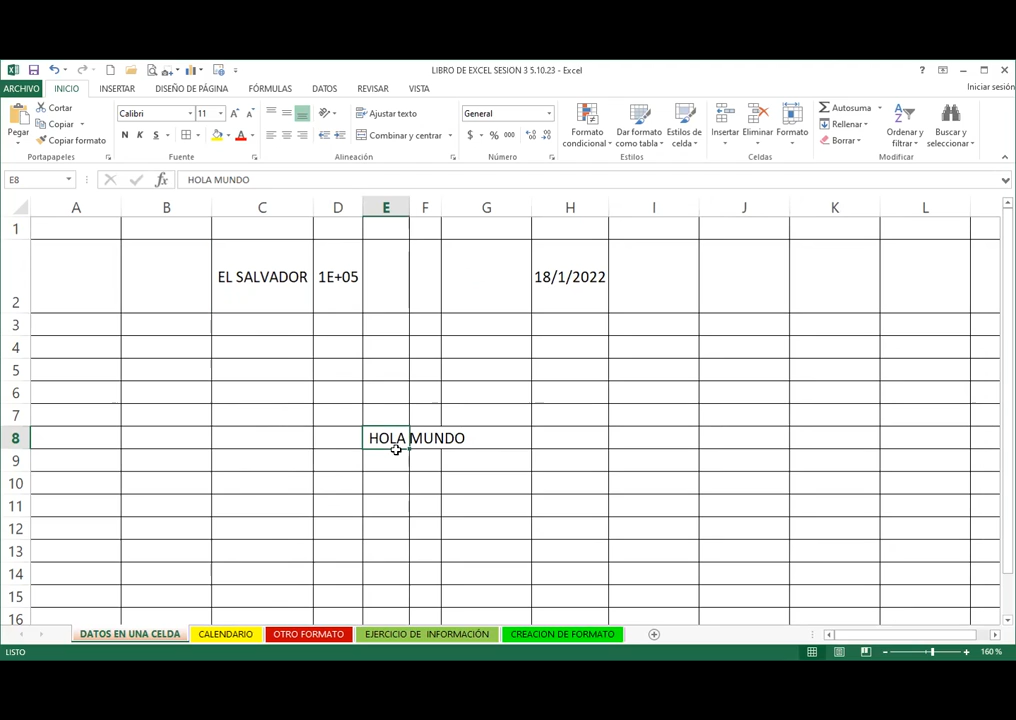 LIBRO DE EXCEL SESION 3 5.10.23 - Excel
ARCHIVO INICIO INSERTAR DISEÑO DE PÁGINA FÓRMULAS DATOS REVISAR VISTA Iniciar sesión
Pegar
Cortar
Copiar
Copiar formato
Portapapeles
Calibri 11
N K S
Fuente
Ajustar texto
Combinar y centrar
Alineación
General
$ % 000
Número
Formato condicional
Dar formato como tabla
Estilos de celda
Estilos
Insertar
Eliminar
Formato
Celdas
Autosuma
Rellenar
Borrar
Ordenar y filtrar
Buscar y seleccionar
Modificar
E8 fx HOLA MUNDO
A B C D E F G H I J K L
1
2 EL SALVADOR 1E+05 18/1/2022
3
4
5
6
7
8 HOLA MUNDO
9
10
11
12
13
14
15
16
DATOS EN UNA CELDA CALENDARIO OTRO FORMATO EJERCICIO DE INFORMACIÓN CREACION DE FORMATO
LISTO 160 %